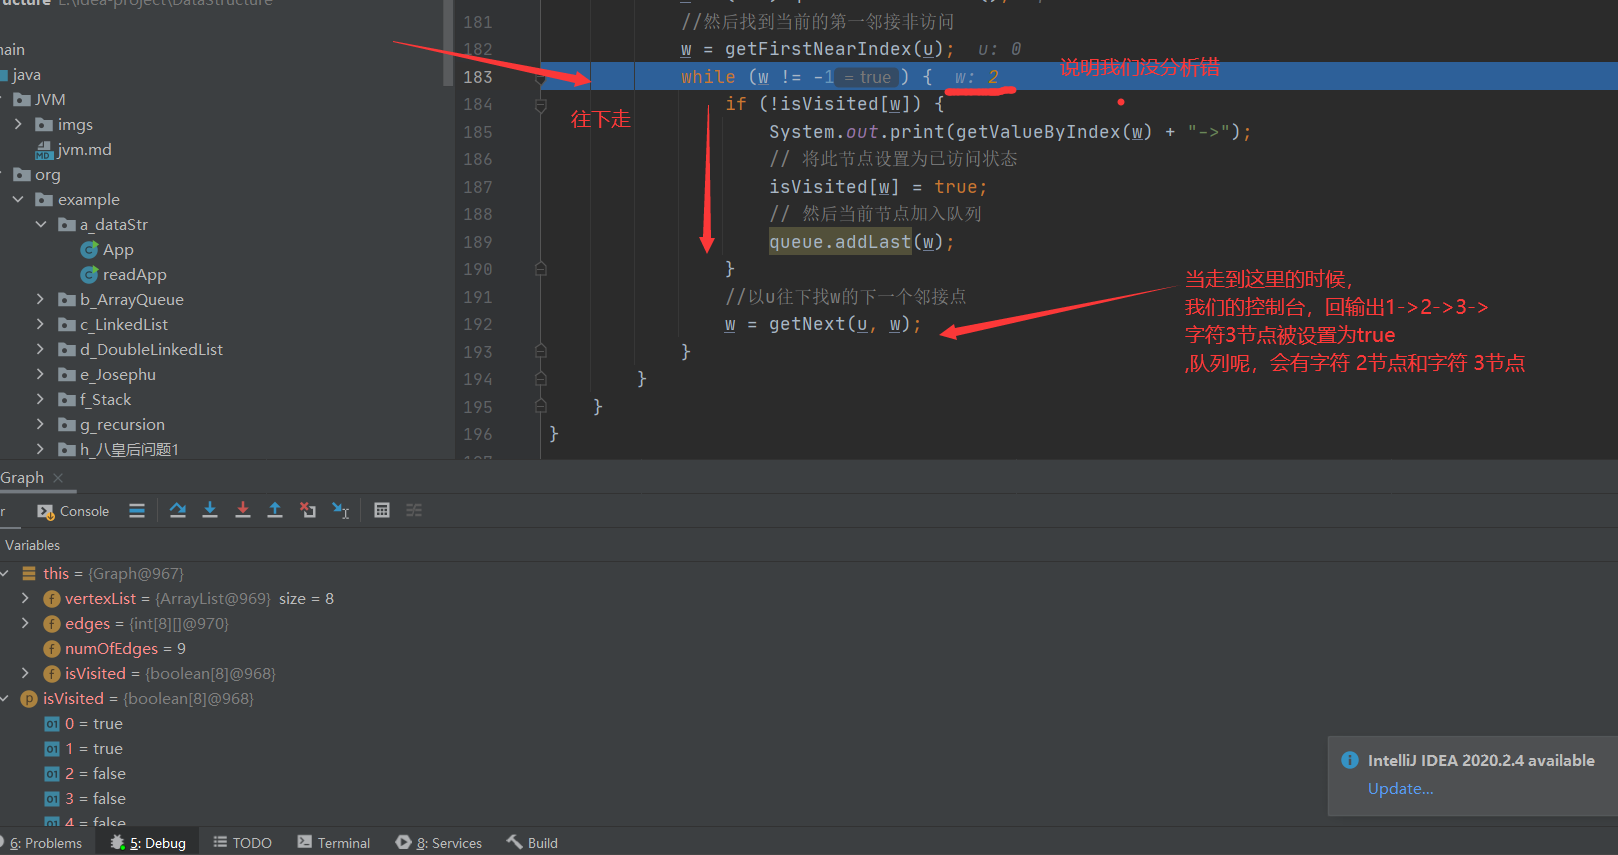 ructure E:\idea-project\DataStructure
ain
java
JVM
imgs
jvm.md
org
example
a_dataStr
App
readApp
b_ArrayQueue
c_LinkedList
d_DoubleLinkedList
e_Josephu
f_Stack
g_recursion
h_八皇后问题1
181 //然后找到当前的第一邻接非访问
182 w = getFirstNearIndex(u); u: 0
183 while (w != -1 = true ) { w: 2
说明我们没分析错
往下走
184 if (!isVisited[w]) {
185 System.out.print(getValueByIndex(w) + "->");
186 // 将此节点设置为已访问状态
187 isVisited[w] = true;
188 // 然后当前节点加入队列
189 queue.addLast(w);
190 }
191 //以u往下找w的下一个邻接点
192 w = getNext(u, w);
193 }
194 }
195 }
196 }
当走到这里的时候，
我们的控制台，回输出1->2->3->
字符3节点被设置为true
,队列呢，会有字符 2节点和字符 3节点
Graph
r Console
Variables
this = {Graph@967}
vertexList = {ArrayList@969} size = 8
edges = {int[8][]@970}
numOfEdges = 9
isVisited = {boolean[8]@968}
isVisited = {boolean[8]@968}
0 = true
1 = true
2 = false
3 = false
4 = false
IntelliJ IDEA 2020.2.4 available
Update...
6: Problems 5: Debug TODO Terminal 8: Services Build